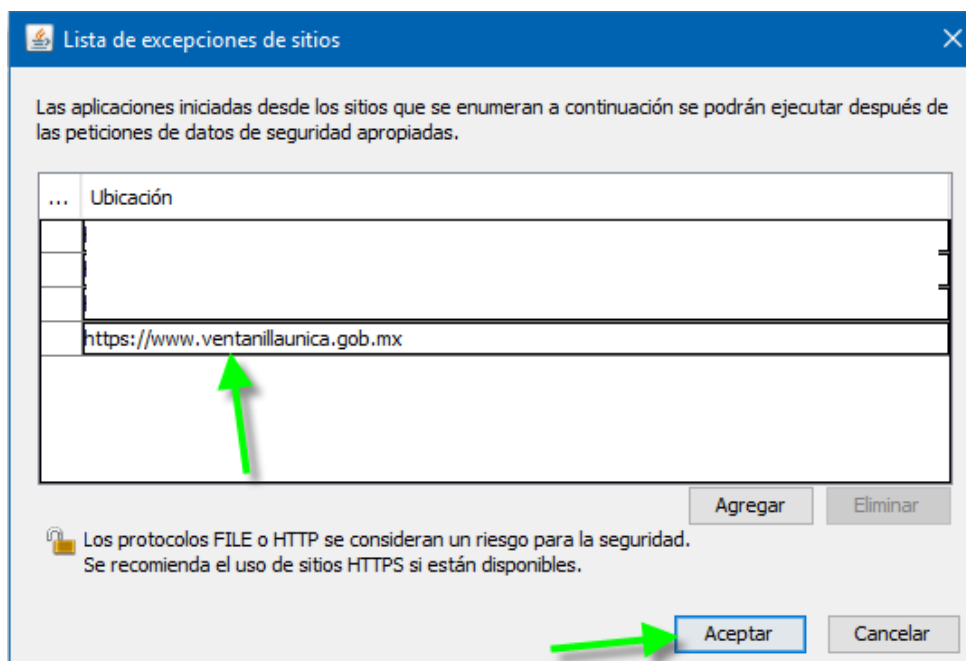 Lista de excepciones de sitios
Las aplicaciones iniciadas desde los sitios que se enumeran a continuación se podrán ejecutar después de
las peticiones de datos de seguridad apropiadas.
... Ubicación
https://www.ventanillaunica.gob.mx
Agregar Eliminar
Los protocolos FILE o HTTP se consideran un riesgo para la seguridad.
Se recomienda el uso de sitios HTTPS si están disponibles.
Aceptar Cancelar